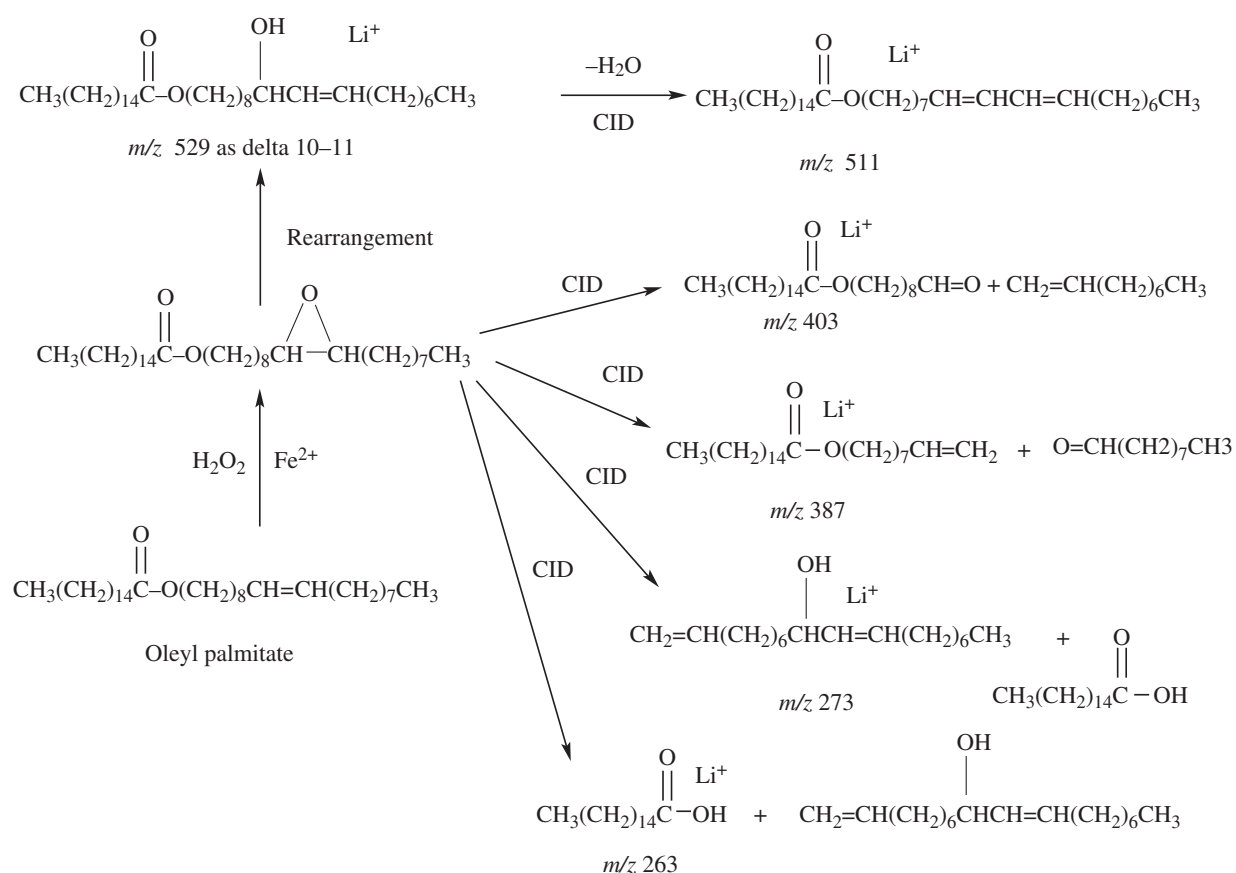 O
OH
Li⁺
CH₃(CH₂)₁₄C–O(CH₂)₈CHCH=CH(CH₂)₆CH₃
m/z 529 as delta 10–11
–H₂O
CID
O
Li⁺
CH₃(CH₂)₁₄C–O(CH₂)₇CH=CHCH=CH(CH₂)₆CH₃
m/z 511
Rearrangement
CID
O
Li⁺
CH₃(CH₂)₁₄C–O(CH₂)₈CH=O + CH₂=CH(CH₂)₆CH₃
m/z 403
O
O
CH₃(CH₂)₁₄C–O(CH₂)₈CH—CH(CH₂)₇CH₃
CID
O
Li⁺
CH₃(CH₂)₁₄C–O(CH₂)₇CH=CH₂ + O=CH(CH2)₇CH3
m/z 387
H₂O₂ Fe²⁺
CID
O
CH₃(CH₂)₁₄C–O(CH₂)₈CH=CH(CH₂)₇CH₃
Oleyl palmitate
OH
Li⁺
CH₂=CH(CH₂)₆CHCH=CH(CH₂)₆CH₃
+
O
CH₃(CH₂)₁₄C–OH
m/z 273
CID
O
Li⁺
OH
CH₃(CH₂)₁₄C–OH + CH₂=CH(CH₂)₆CHCH=CH(CH₂)₆CH₃
m/z 263